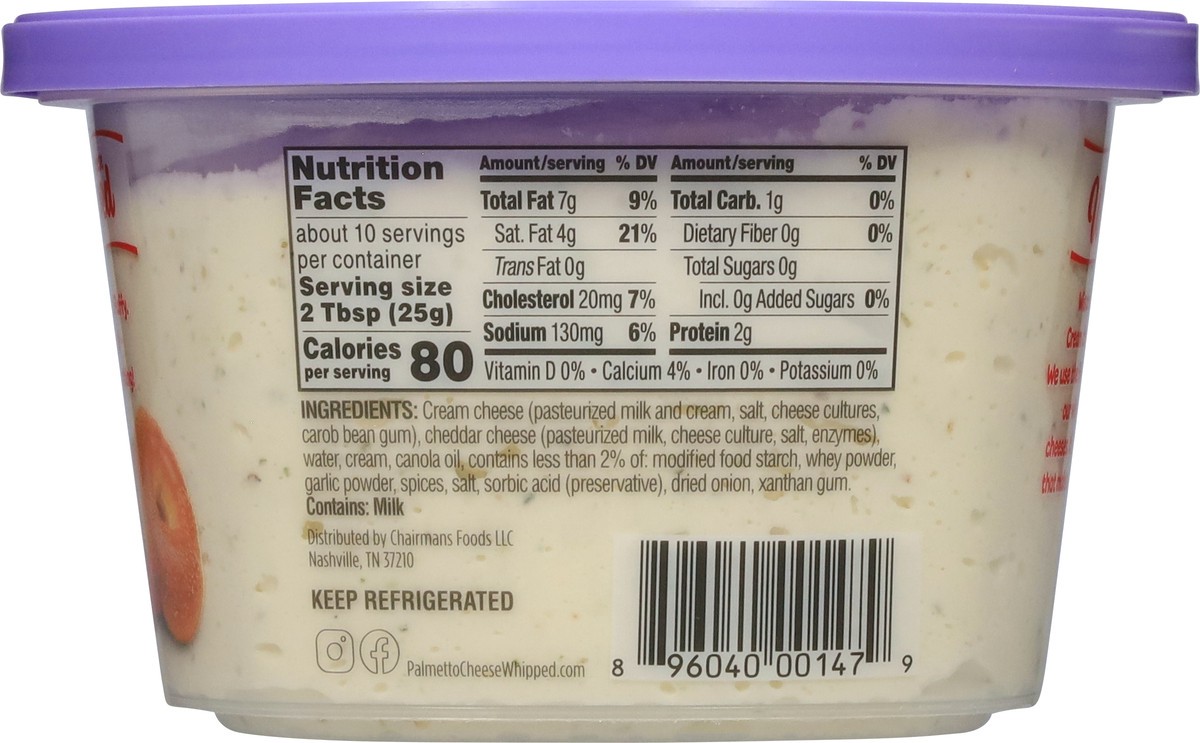 Nutrition
Facts
about 10 servings
per container
Serving size
2 Tbsp (25g)
Calories
per serving
80
Amount/serving % DV
Total Fat 7g 9%
Sat. Fat 4g 21%
Trans Fat 0g
Cholesterol 20mg 7%
Sodium 130mg 6%
Amount/serving % DV
Total Carb. 1g 0%
Dietary Fiber 0g 0%
Total Sugars 0g
Incl. 0g Added Sugars 0%
Protein 2g
Vitamin D 0% • Calcium 4% • Iron 0% • Potassium 0%
INGREDIENTS: Cream cheese (pasteurized milk and cream, salt, cheese cultures,
carob bean gum), cheddar cheese (pasteurized milk, cheese culture, salt, enzymes),
water, cream, canola oil, contains less than 2% of: modified food starch, whey powder,
garlic powder, spices, salt, sorbic acid (preservative), dried onion, xanthan gum.
Contains: Milk
Distributed by Chairmans Foods LLC
Nashville, TN 37210
KEEP REFRIGERATED
PalmettoCheeseWhipped.com
8 96040 00147 9
We use
that